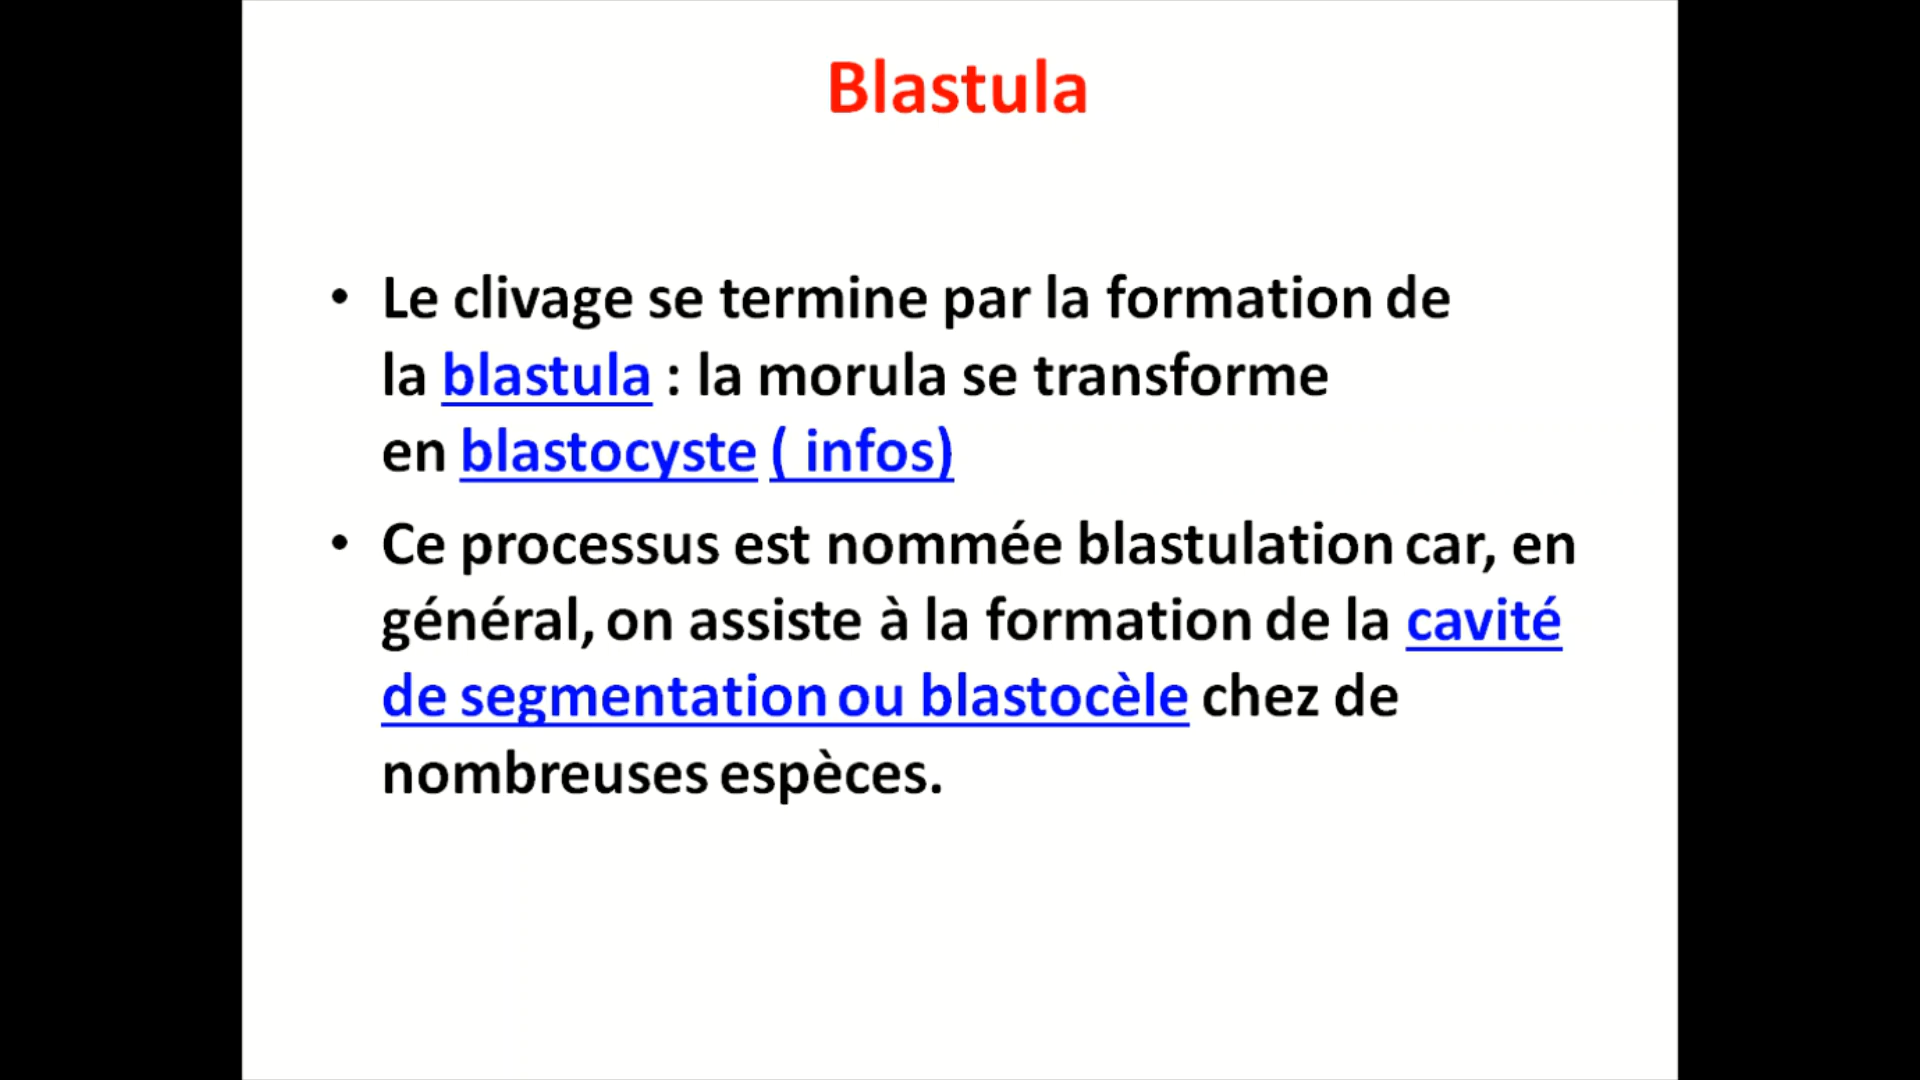 Blastula
• Le clivage se termine par la formation de
la blastula : la morula se transforme
en blastocyste ( infos)
• Ce processus est nommée blastulation car, en
général, on assiste à la formation de la cavité
de segmentation ou blastocèle chez de
nombreuses espèces.